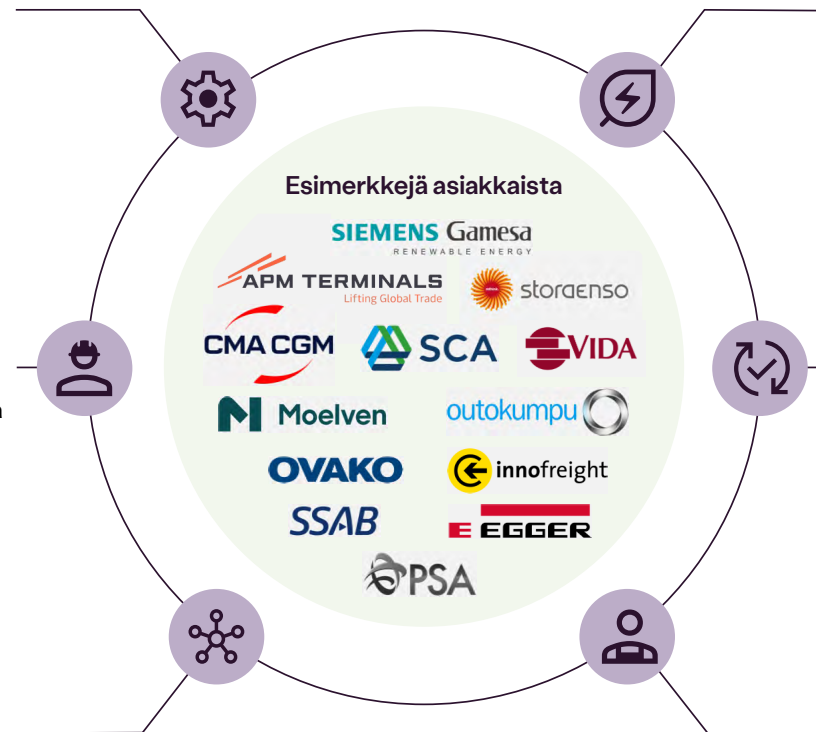 Esimerkkejä asiakkaista
SIEMENS Gamesa
RENEWABLE ENERGY
APM TERMINALS
Lifting Global Trade
storaenso
CMA CGM
SCA
VIDA
Moelven
outokumpu
OVAKO
innofreight
SSAB
E EGGER
PSA